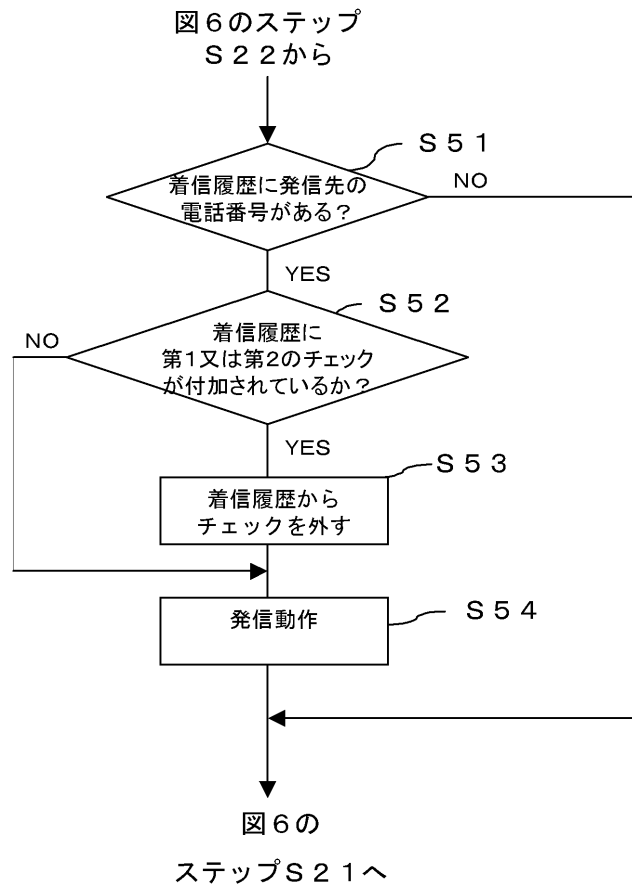 図６のステップ
Ｓ２２から
Ｓ５１
着信履歴に発信先の
電話番号がある？
NO
YES
Ｓ５２
着信履歴に
第１又は第２のチェック
が付加されているか？
NO
YES
Ｓ５３
着信履歴から
チェックを外す
Ｓ５４
発信動作
図６の
ステップＳ２１へ